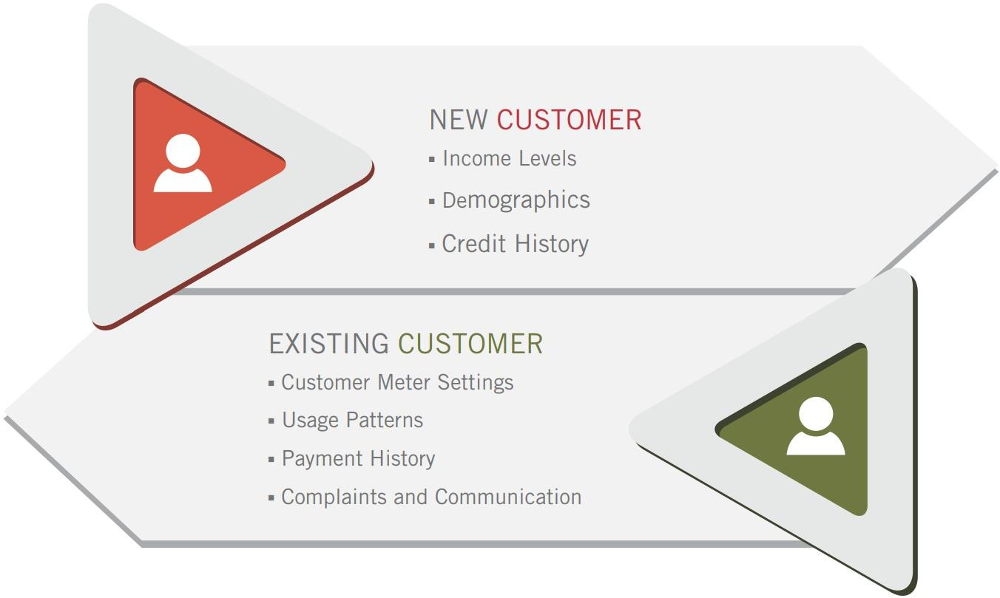 NEW CUSTOMER
▪ Income Levels
▪ Demographics
▪ Credit History
EXISTING CUSTOMER
▪ Customer Meter Settings
▪ Usage Patterns
▪ Payment History
▪ Complaints and Communication